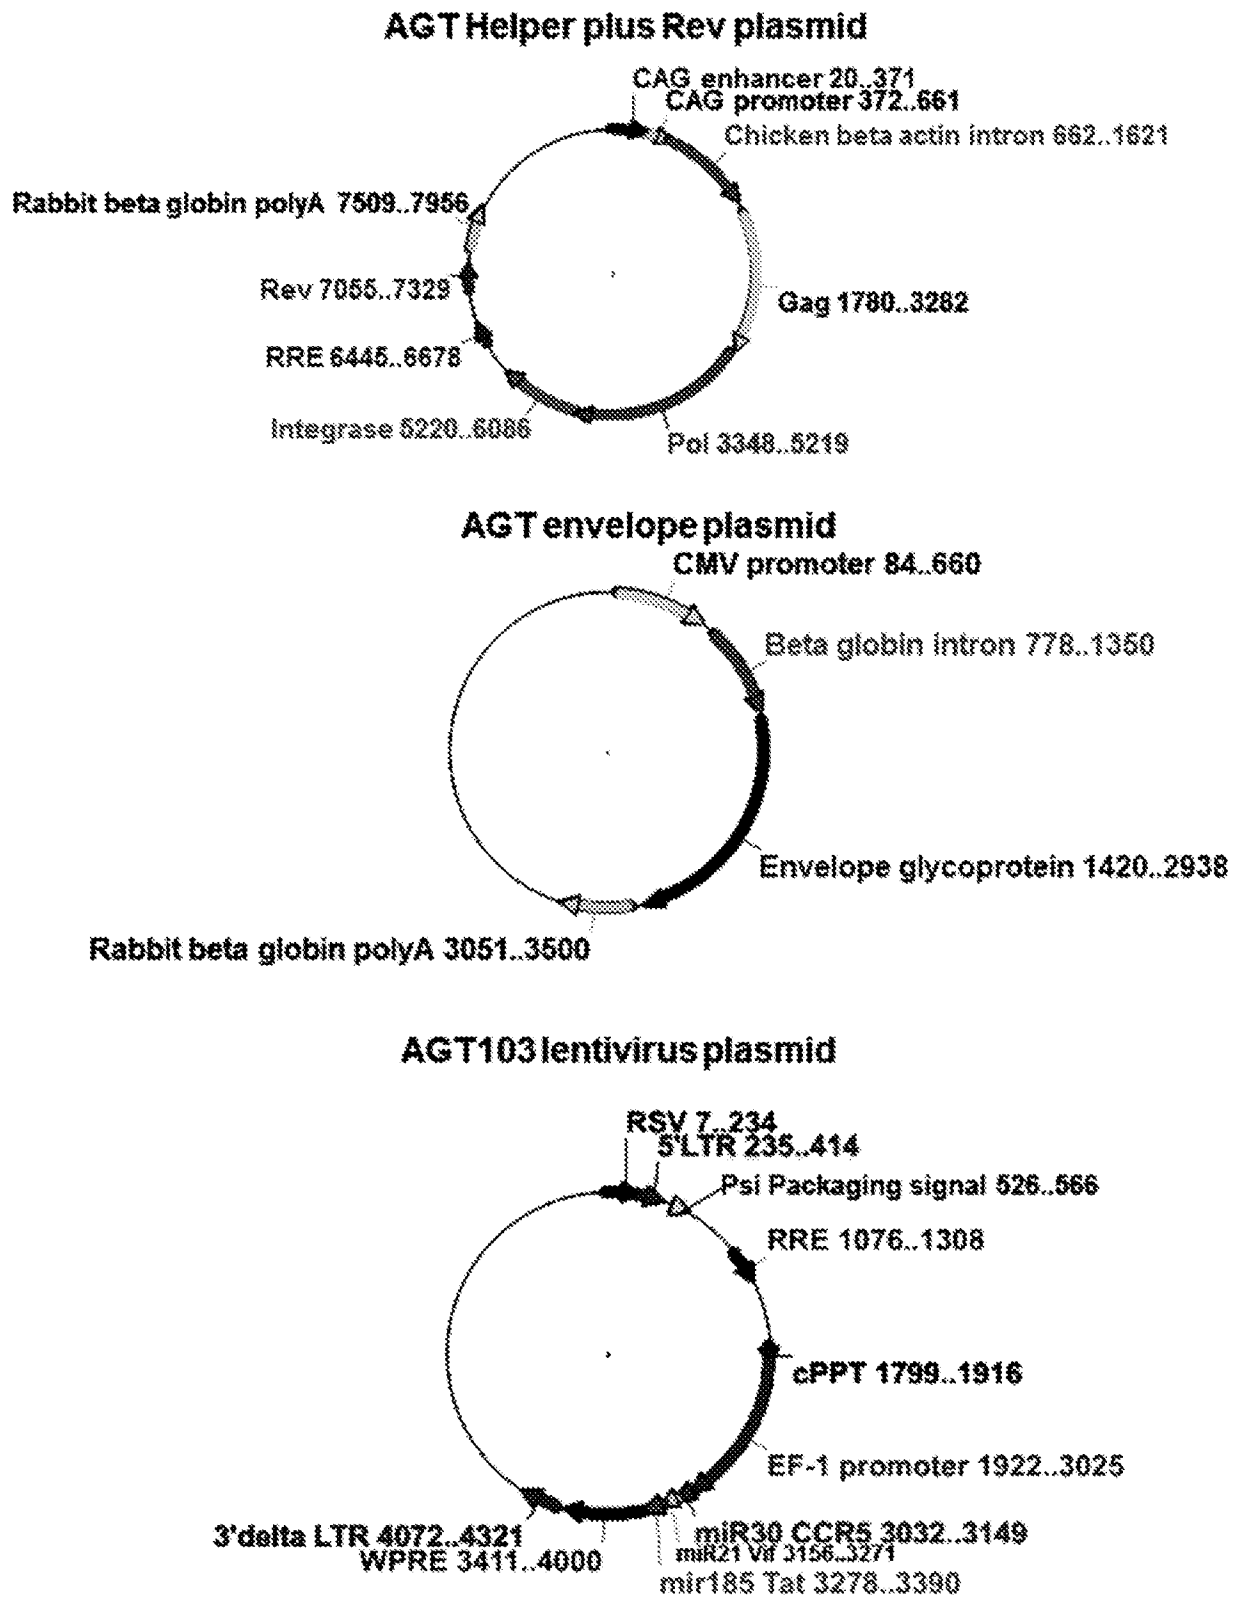 AGT Helper plus Rev plasmid
CAG enhancer 20..371
CAG promoter 372..661
Chicken beta actin intron 662..1621
Rabbit beta globin polyA 7509..7956
Rev 7055..7329
Gag 1780..3282
RRE 6445..6678
Integrase 5220..6086
Pol 3348..5219
AGT envelope plasmid
CMV promoter 84..660
Beta globin intron 778..1350
Envelope glycoprotein 1420..2938
Rabbit beta globin polyA 3051..3500
AGT103 lentivirus plasmid
RSV 7..234
5'LTR 235..414
Psi Packaging signal 526..566
RRE 1076..1308
cPPT 1799..1916
EF-1 promoter 1922..3025
miR30 CCR5 3032..3149
3'delta LTR 4072..4321
miR21 Vif 3156..3271
WPRE 3411..4000
mir185 Tat 3278..3390